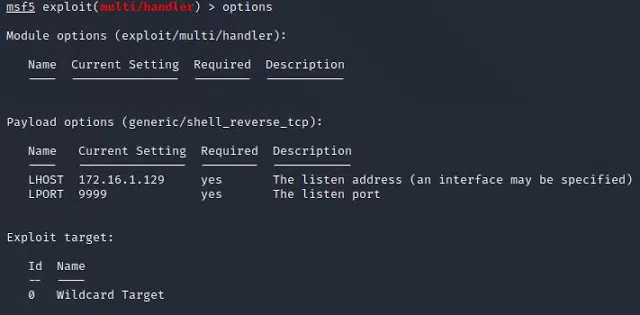 msf5 exploit(multi/handler) > options
Module options (exploit/multi/handler):
Name  Current Setting  Required  Description
----  ---------------  --------  -----------
Payload options (generic/shell_reverse_tcp):
Name   Current Setting  Required  Description
----   ---------------  --------  -----------
LHOST  172.16.1.129     yes       The listen address (an interface may be specified)
LPORT  9999             yes       The listen port
Exploit target:
Id  Name
--  ----
0   Wildcard Target